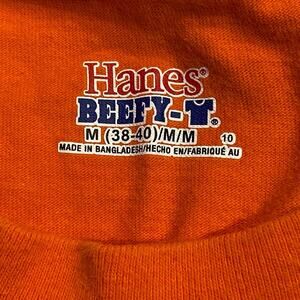 Hanes®
BEEFY-T®
M (38-40)/M/M 10
MADE IN BANGLADESH/HECHO EN/FABRIQUÉ AU